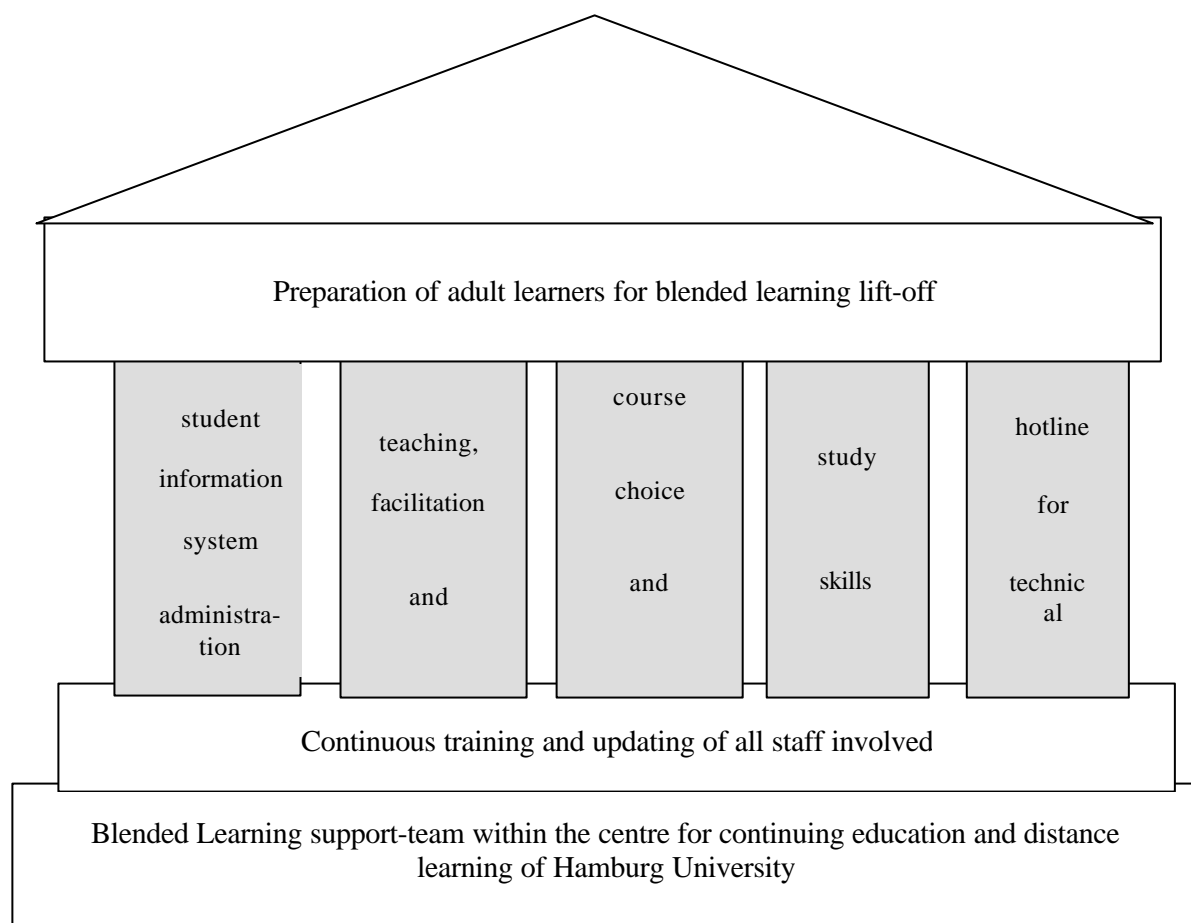 Preparation of adult learners for blended learning lift-off
student
information
system
administra-
tion
teaching,
facilitation
and
course
choice
and
study
skills
hotline
for
technic
al
Continuous training and updating of all staff involved
Blended Learning support-team within the centre for continuing education and distance
learning of Hamburg University